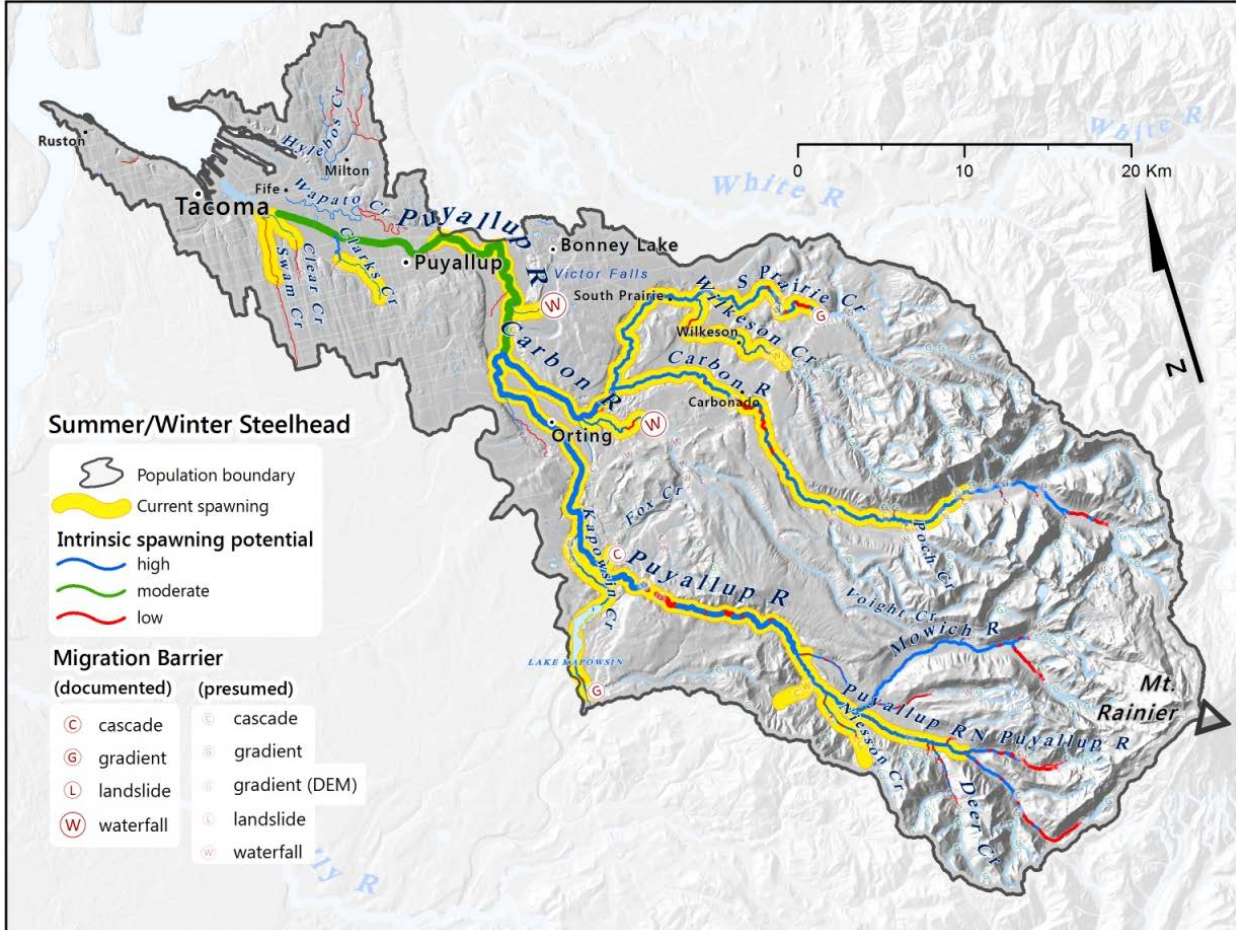 White R
White R
0
10
20 Km
N
Ruston
Tacoma
Hylebos Cr
Milton
Fife
Wapato Cr
Puyallup R
Puyallup
Clarks Cr
Clear Cr
Swam Cr
Bonney Lake
Victor Falls
W
South Prairie
S Prairie Cr
G
Wilkeson Cr
Wilkeson
Carbon R
Carbon R
Carbonado
Orting
W
Fox Cr
Kapowsin Cr
C
Puyallup R
Poch Cr
Voight Cr
Mowich R
LAKE KAPOWSIN
G
Puyallup R
N Puyallup R
Niesson Cr
Deer Cr
Mt.
Rainier
Summer/Winter Steelhead
Population boundary
Current spawning
Intrinsic spawning potential
high
moderate
low
Migration Barrier
(documented)
(presumed)
C cascade
C cascade
G gradient
G gradient
G gradient (DEM)
L landslide
L landslide
W waterfall
W waterfall
lly R